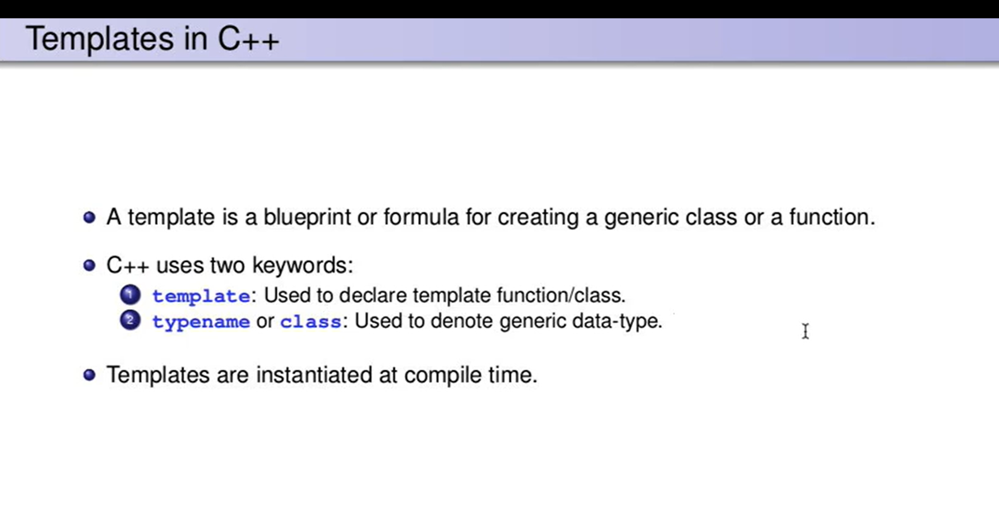 Templates in C++
A template is a blueprint or formula for creating a generic class or a function.
C++ uses two keywords:
1 template: Used to declare template function/class.
2 typename or class: Used to denote generic data-type.
Templates are instantiated at compile time.